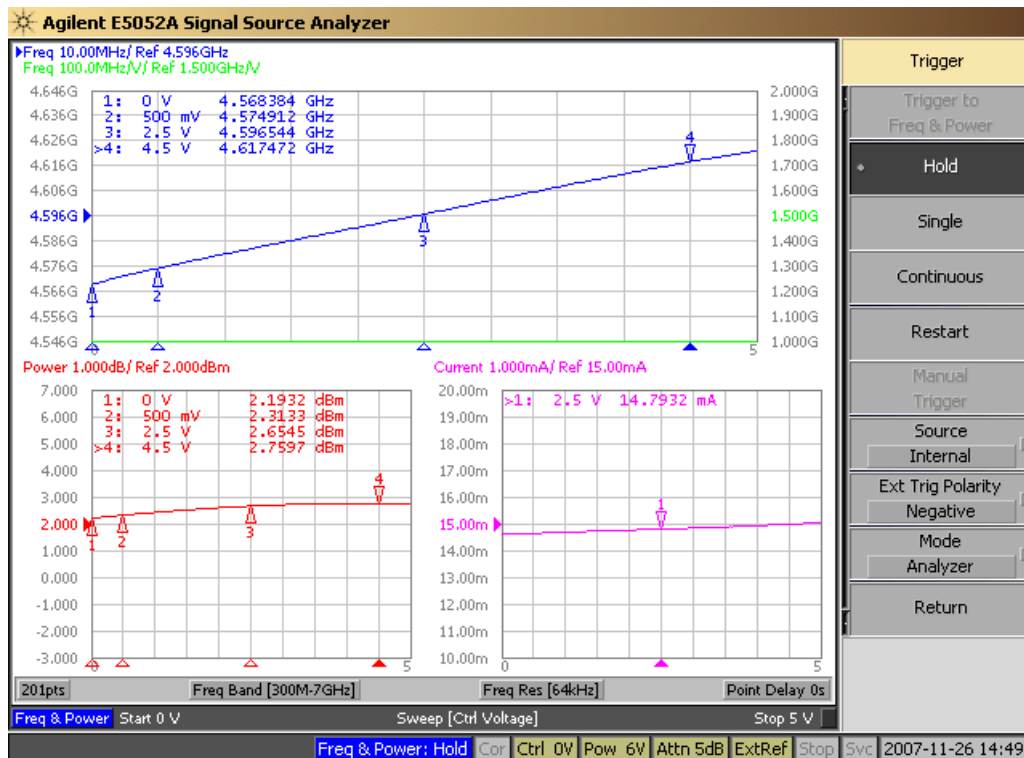 Agilent E5052A Signal Source Analyzer
Freq 10.00MHz/ Ref 4.596GHz
Freq 100.0MHz/V/ Ref 1.500GHz/V
4.646G
4.636G
4.626G
4.616G
4.606G
4.596G
4.586G
4.576G
4.566G
4.556G
4.546G
1: 0 V 4.568384 GHz
2: 500 mV 4.574912 GHz
3: 2.5 V 4.596544 GHz
>4: 4.5 V 4.617472 GHz
1
2
3
4
2.000G
1.900G
1.800G
1.700G
1.600G
1.500G
1.400G
1.300G
1.200G
1.100G
1.000G
0
5
Power 1.000dB/ Ref 2.000dBm
7.000
6.000
5.000
4.000
3.000
2.000
1.000
0.000
-1.000
-2.000
-3.000
1: 0 V 2.1932 dBm
2: 500 mV 2.3133 dBm
3: 2.5 V 2.6545 dBm
>4: 4.5 V 2.7597 dBm
1
2
3
4
0
5
Current 1.000mA/ Ref 15.00mA
20.00m
19.00m
18.00m
17.00m
16.00m
15.00m
14.00m
13.00m
12.00m
11.00m
10.00m
>1: 2.5 V 14.7932 mA
1
0
5
201pts Freq Band [300M-7GHz] Freq Res [64kHz] Point Delay 0s
Freq & Power Start 0 V Sweep [Ctrl Voltage] Stop 5 V
Freq & Power: Hold Cor Ctrl 0V Pow 6V Attn 5dB ExtRef Stop Svc 2007-11-26 14:49
Trigger
Trigger to
Freq & Power
Hold
Single
Continuous
Restart
Manual
Trigger
Source
Internal
Ext Trig Polarity
Negative
Mode
Analyzer
Return